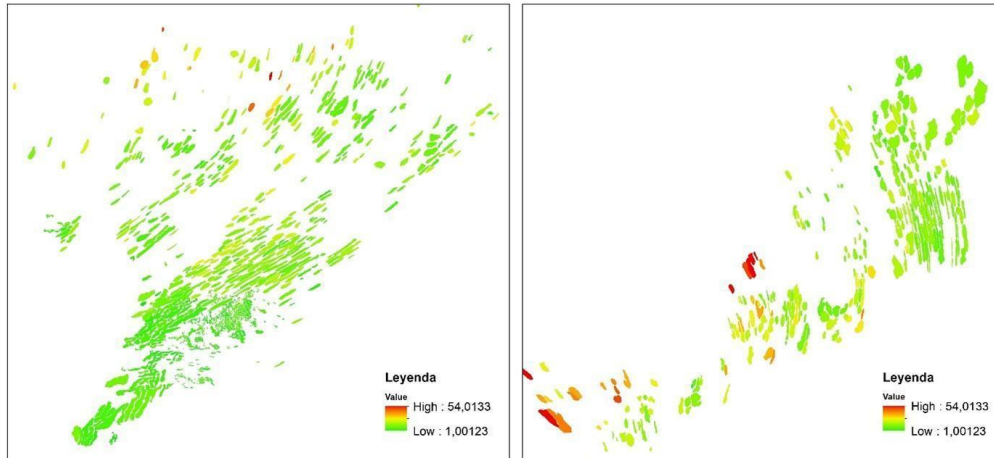 Leyenda
Value
High : 54,0133
Low : 1,00123
Leyenda
Value
High : 54,0133
Low : 1,00123